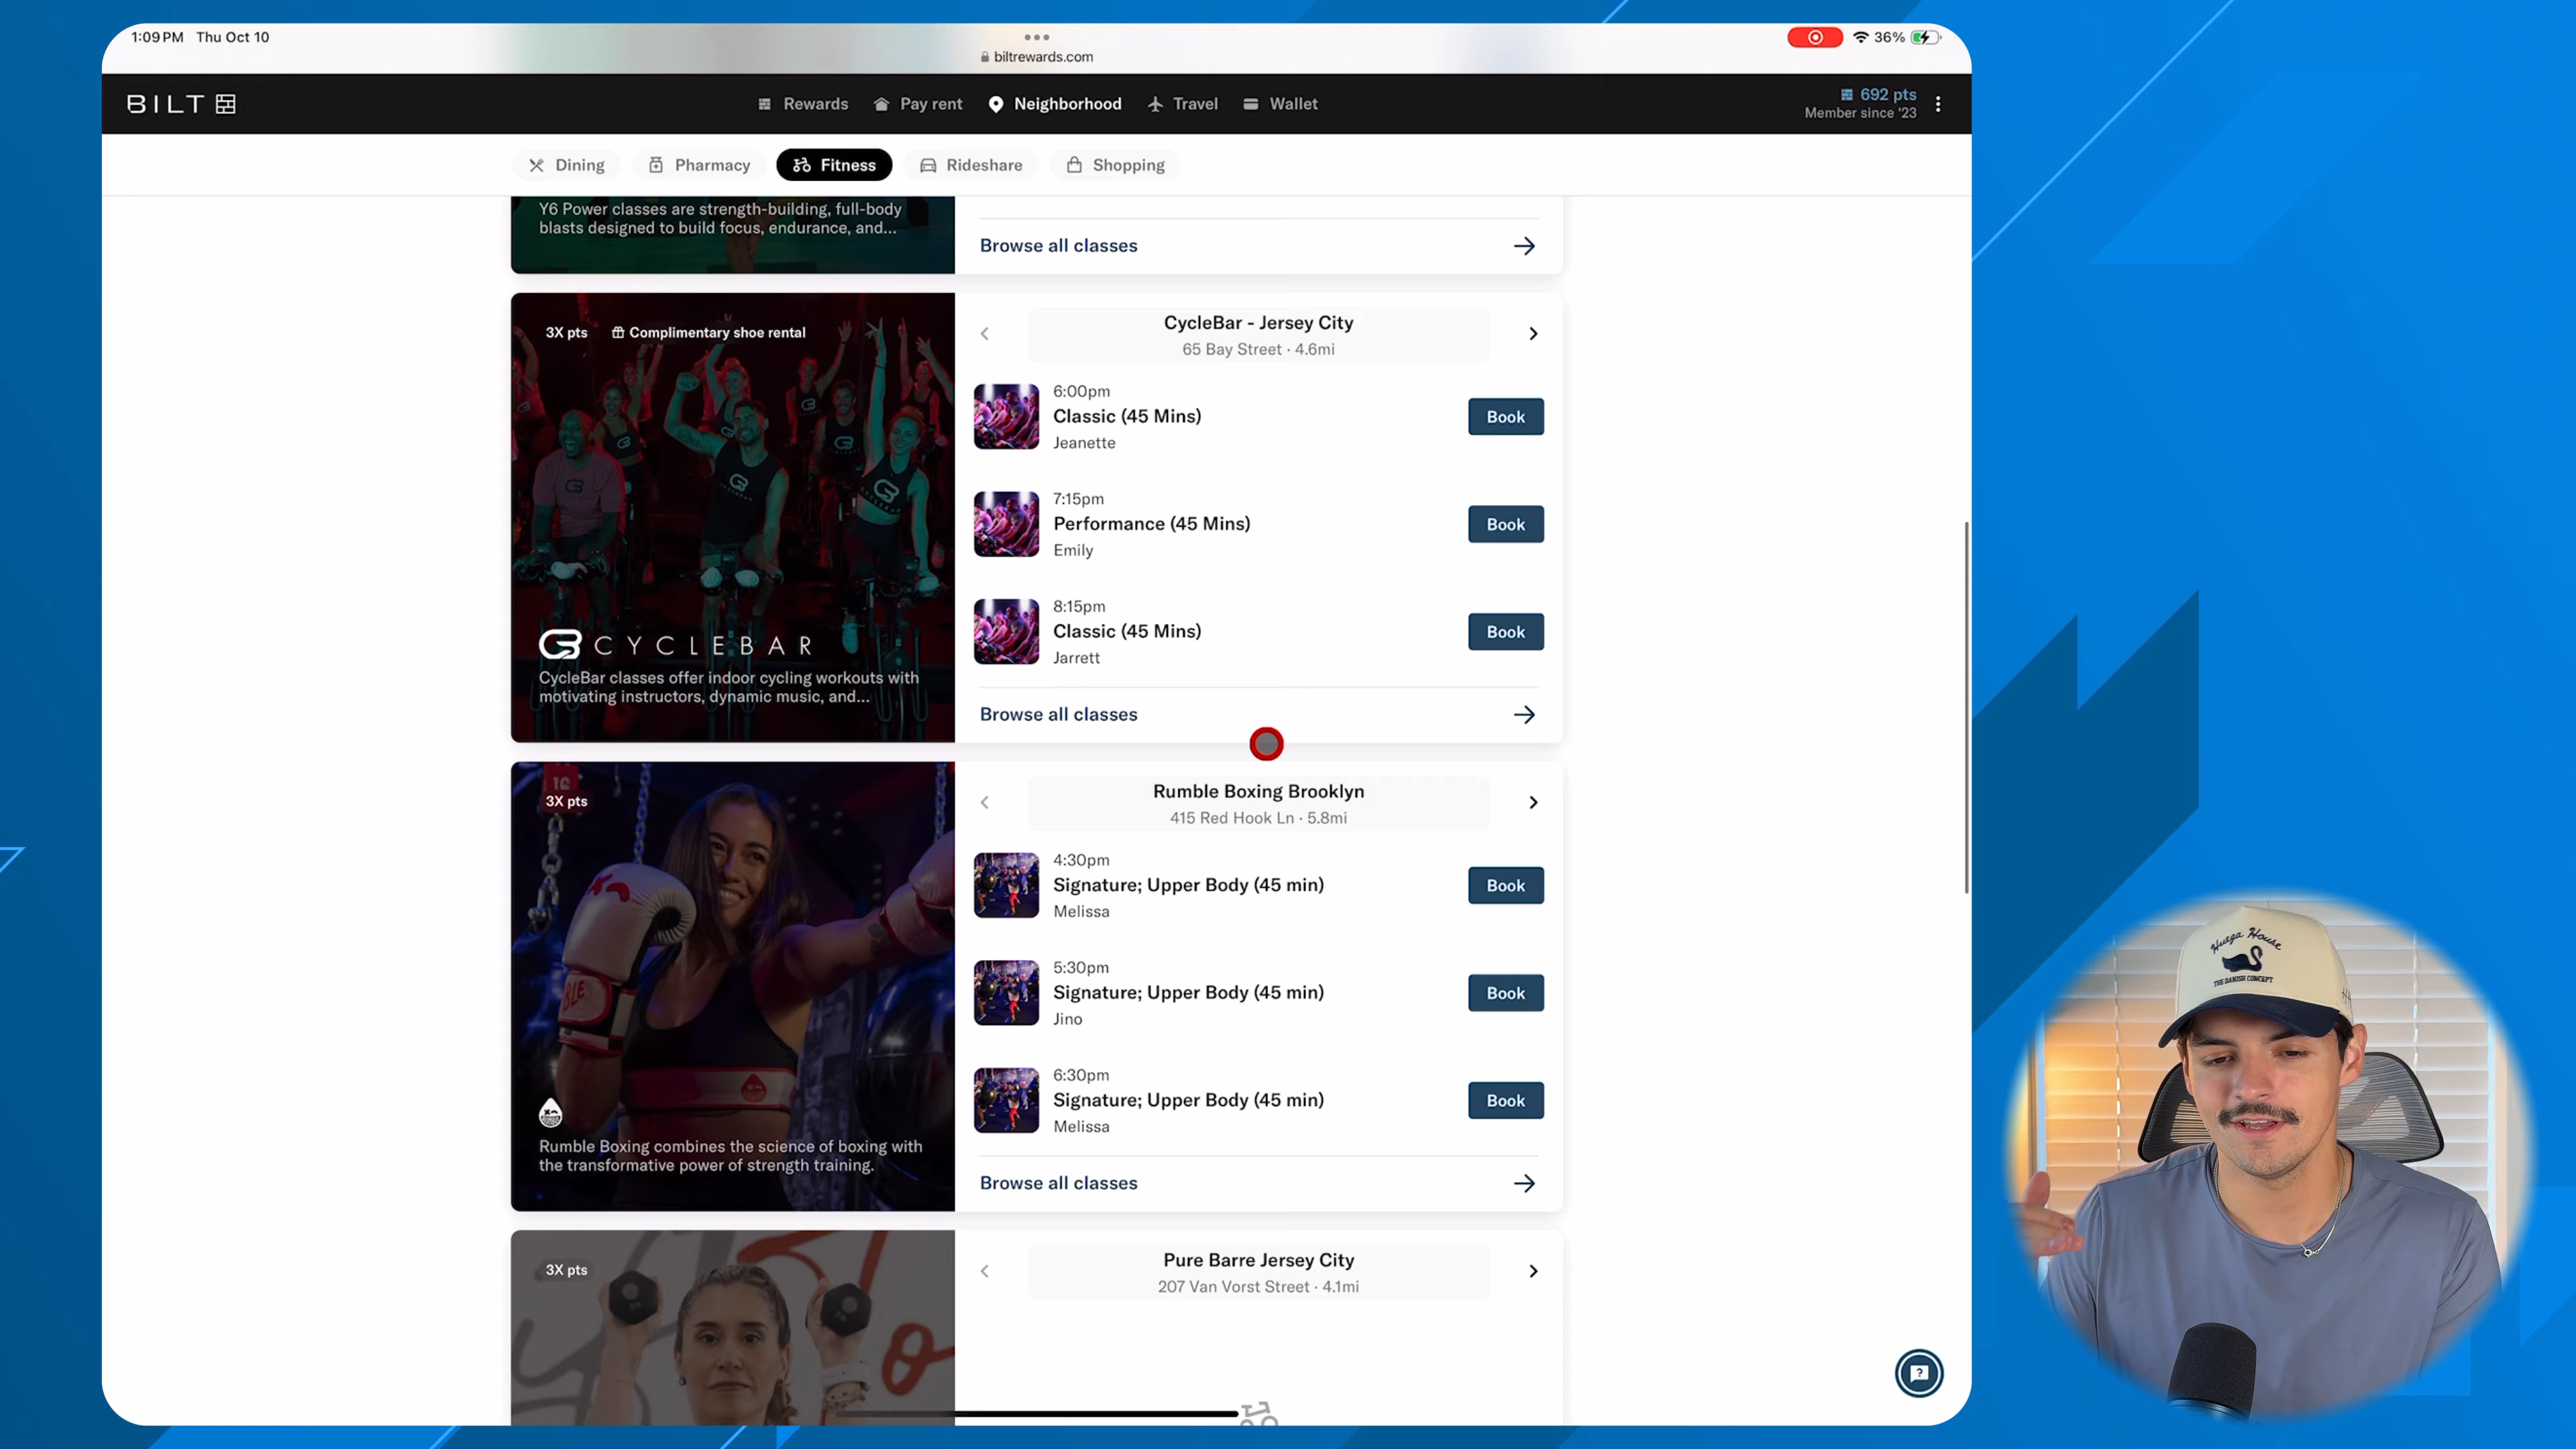 1:09 PM Thu Oct 10
36%
biltrewards.com
BILT
Rewards
Pay rent
Neighborhood
Travel
Wallet
692 pts
Member since '23
Dining
Pharmacy
Fitness
Rideshare
Shopping
Y6 Power classes are strength-building, full-body
blasts designed to build focus, endurance, and...
Browse all classes
3X pts
Complimentary shoe rental
CYCLEBAR
CycleBar classes offer indoor cycling workouts with
motivating instructors, dynamic music, and...
CycleBar - Jersey City
65 Bay Street · 4.6mi
6:00pm
Classic (45 Mins)
Jeanette
Book
7:15pm
Performance (45 Mins)
Emily
Book
8:15pm
Classic (45 Mins)
Jarrett
Book
Browse all classes
3X pts
Rumble Boxing combines the science of boxing with
the transformative power of strength training.
Rumble Boxing Brooklyn
415 Red Hook Ln · 5.8mi
4:30pm
Signature; Upper Body (45 min)
Melissa
Book
5:30pm
Signature; Upper Body (45 min)
Jino
Book
6:30pm
Signature; Upper Body (45 min)
Melissa
Book
Browse all classes
3X pts
Pure Barre Jersey City
207 Van Vorst Street · 4.1mi
House
THE DANISH CONCEPT